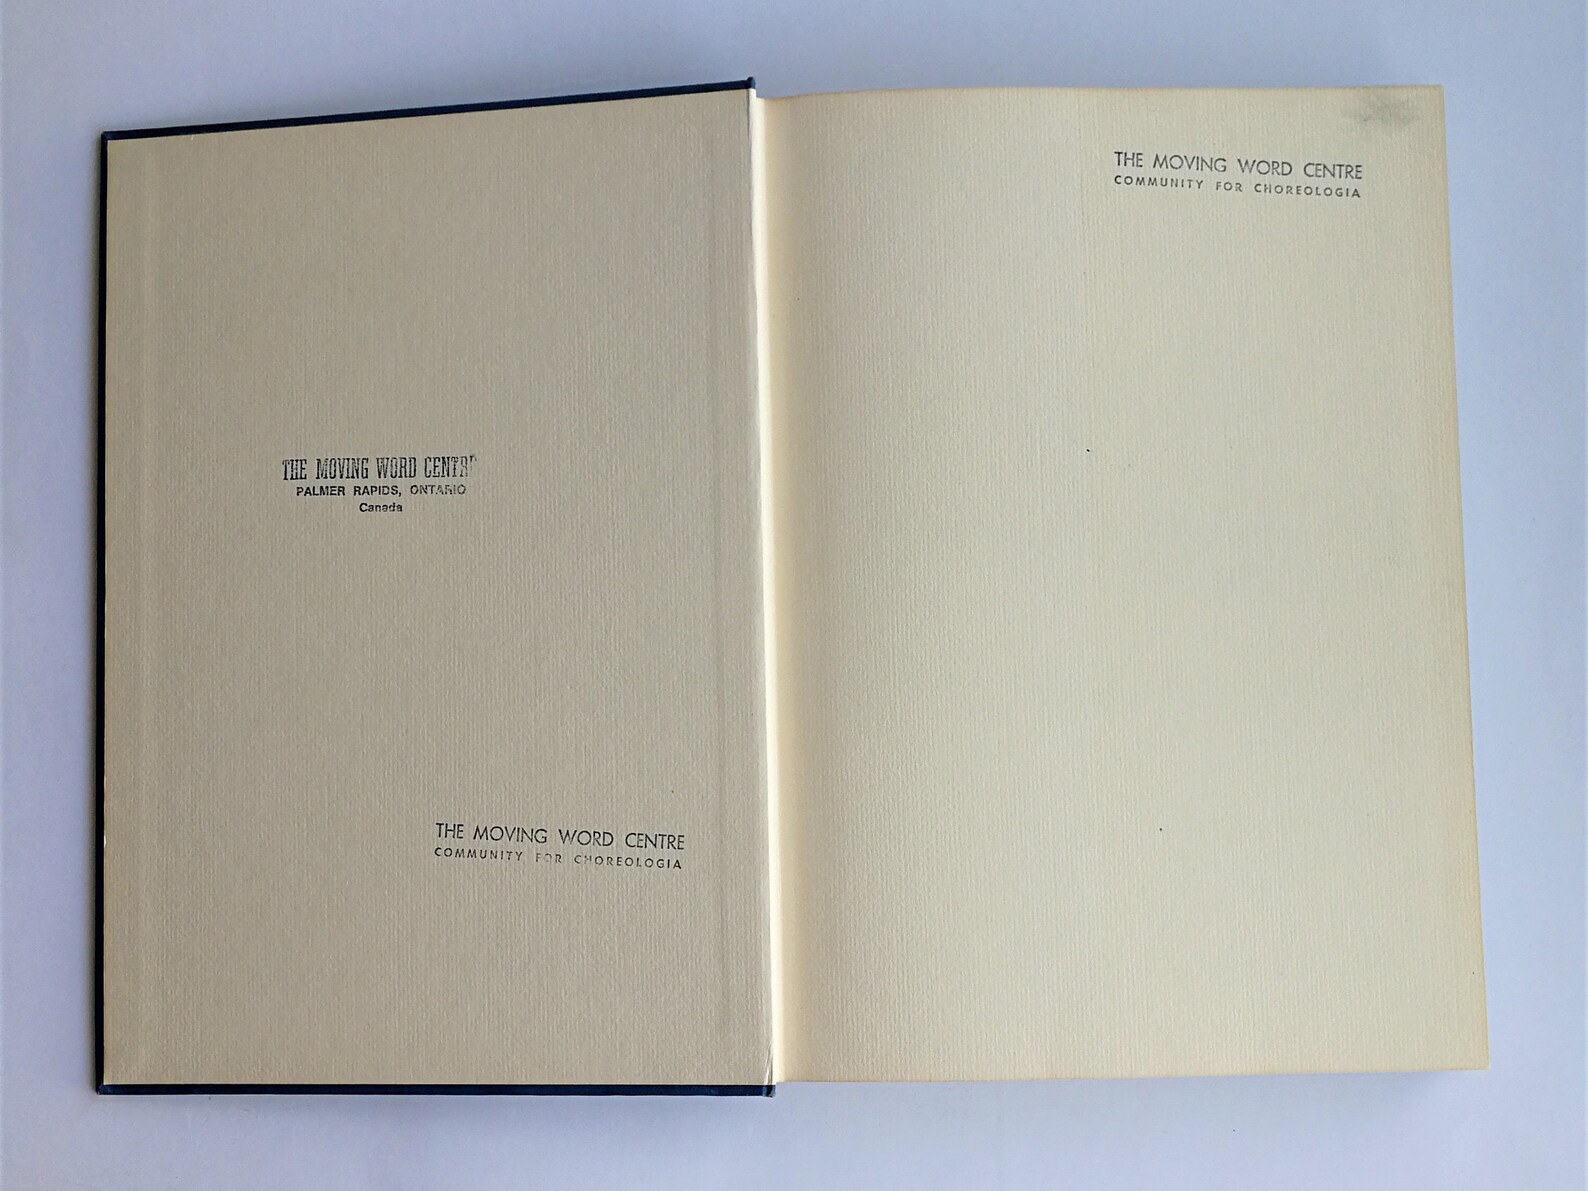 THE MOVING WORD CENTRE
PALMER RAPIDS, ONTARIO
Canada
THE MOVING WORD CENTRE
COMMUNITY FOR CHOREOLOGIA
THE MOVING WORD CENTRE
COMMUNITY FOR CHOREOLOGIA